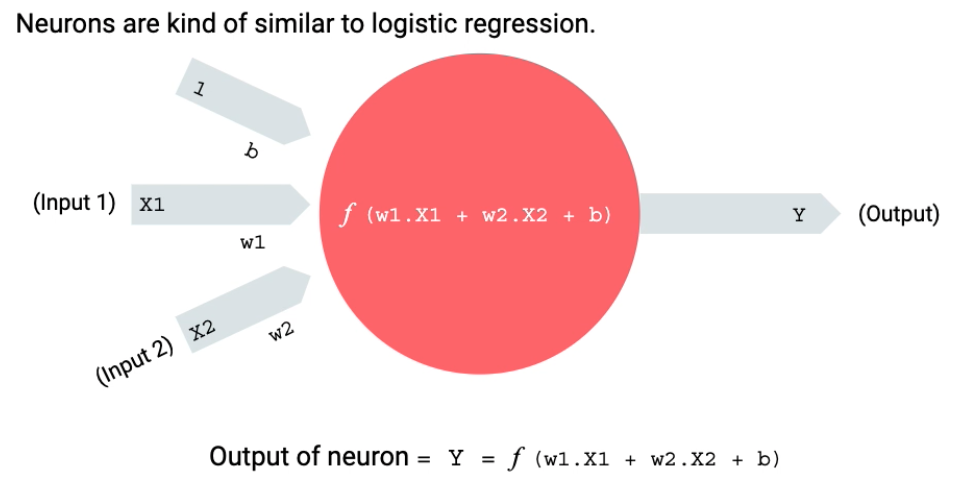 Neurons are kind of similar to logistic regression.
1
b
(Input 1) X1
w1
(Input 2) X2
w2
f (w1.X1 + w2.X2 + b)
Y (Output)
Output of neuron = Y = f (w1.X1 + w2.X2 + b)